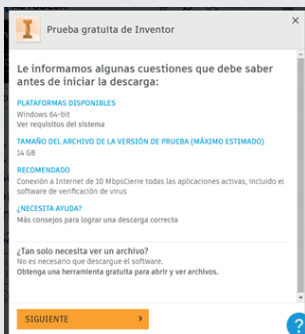 Prueba gratuita de Inventor
Le informamos algunas cuestiones que debe saber
antes de iniciar la descarga:
PLATAFORMAS DISPONIBLES
Windows 64-bit
Ver requisitos del sistema
TAMAÑO DEL ARCHIVO DE LA VERSIÓN DE PRUEBA (MÁXIMO ESTIMADO)
14 GB
RECOMENDADO
Conexión a Internet de 10 MbpsCierre todas las aplicaciones activas, incluido el
software de verificación de virus
¿NECESITA AYUDA?
Más consejos para lograr una descarga correcta
¿Tan solo necesita ver un archivo?
No es necesario que descargue el software.
Obtenga una herramienta gratuita para abrir y ver archivos.
SIGUIENTE
?